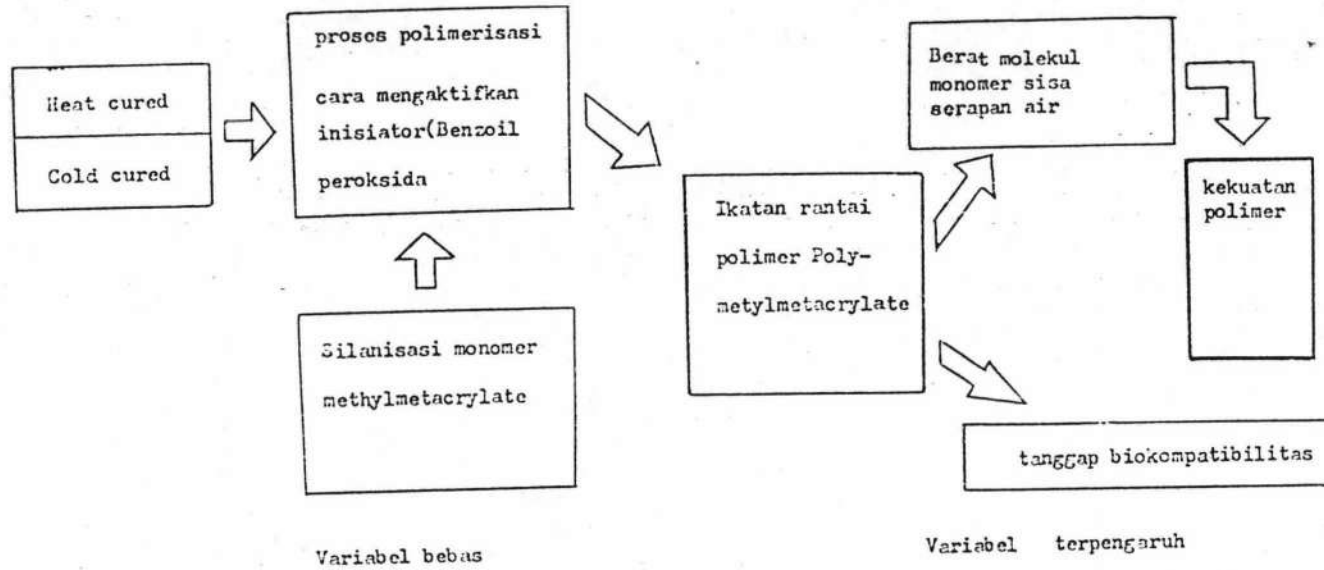 Heat cured
Cold cured
proses polimerisasi
cara mengaktifkan
inisiator(Benzoil
peroksida
Silanisasi monomer
methylmetacrylate
Ikatan rantai
polimer Poly-
metylmetacrylate
Berat molekul
monomer sisa
serapan air
kekuatan
polimer
tanggap biokompatibilitas
Variabel bebas
Variabel terpengaruh